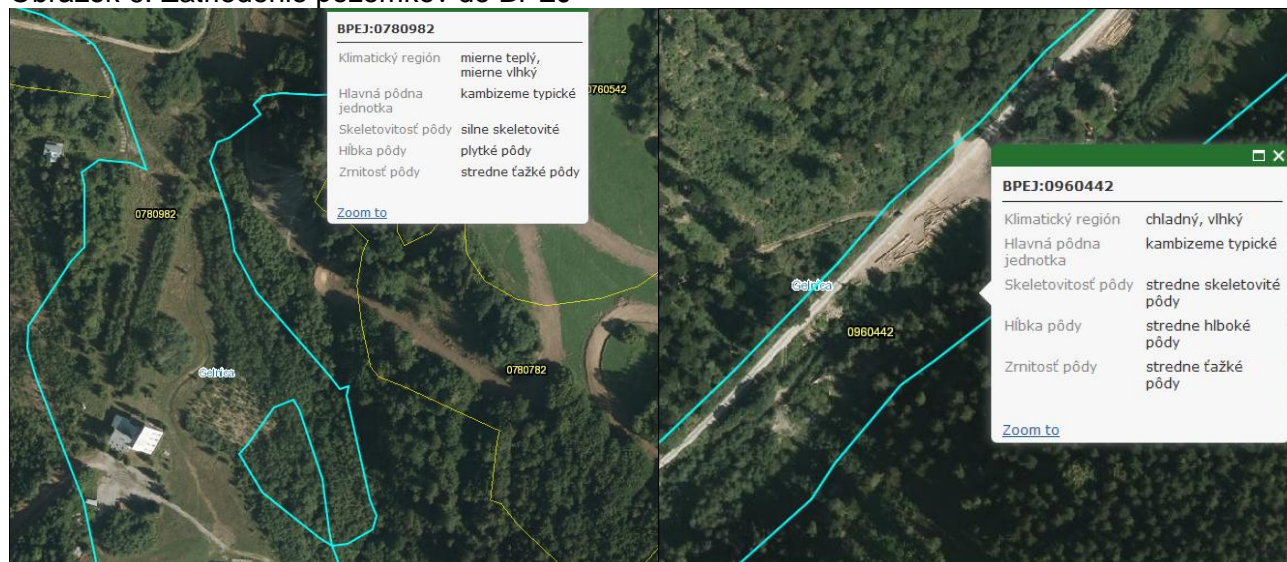 Obrázok Zatriedenie pozemkov do
BPEJ:0780982
Klimatický región mierne teplý,
mierne vlhký
Hlavná pôdna kambizeme typické
jednotka
Skeletovitosť pôdy silne skeletovité
Hĺbka pôdy plytké pôdy
Zrnitosť pôdy stredne ťažké pôdy
Zoom to
0760542
0780982
0780782
Gelnica
Gelnica
0960442
BPEJ:0960442
Klimatický región chladný, vlhký
Hlavná pôdna kambizeme typické
jednotka
Skeletovitosť pôdy stredne skeletovité
pôdy
Hĺbka pôdy stredne hlboké
pôdy
Zrnitosť pôdy stredne ťažké
pôdy
Zoom to